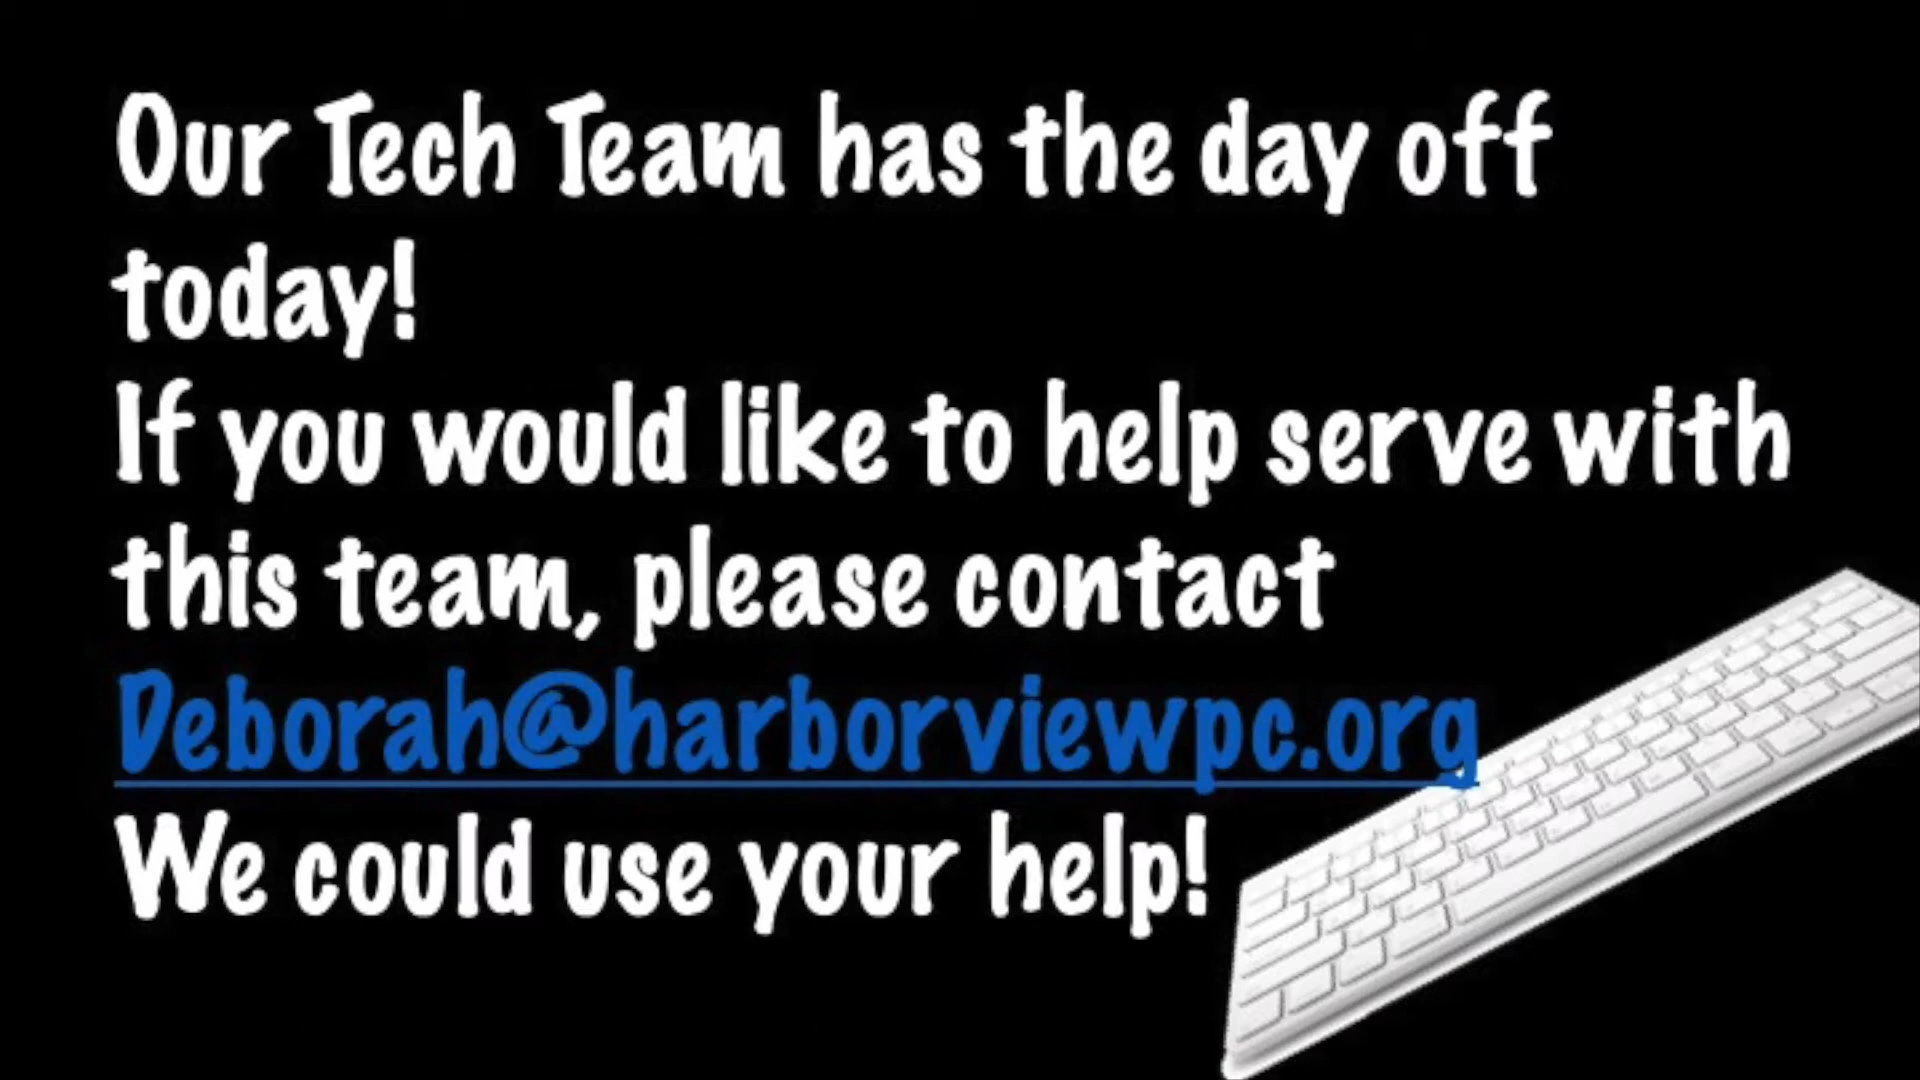 Our Tech Team has the day off
today!
If you would like to help serve with
this team, please contact
Deborah@harborviewpc.org
We could use your help!